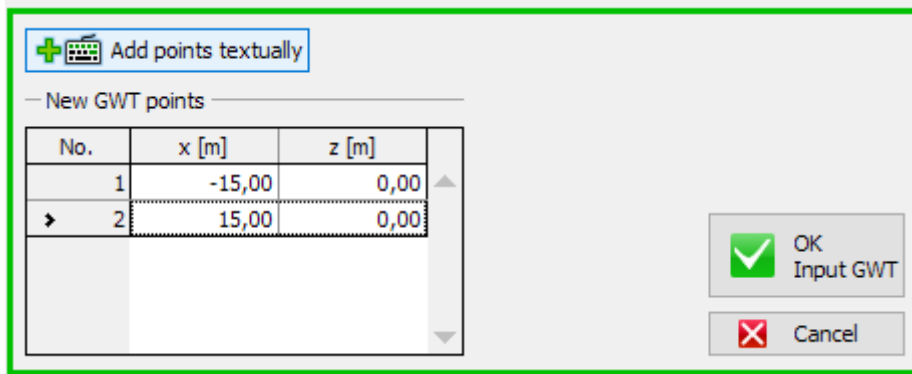 Add points textually
New GWT points
No. x [m] z [m]
1 -15,00 0,00
2 15,00 0,00
OK
Input GWT
Cancel